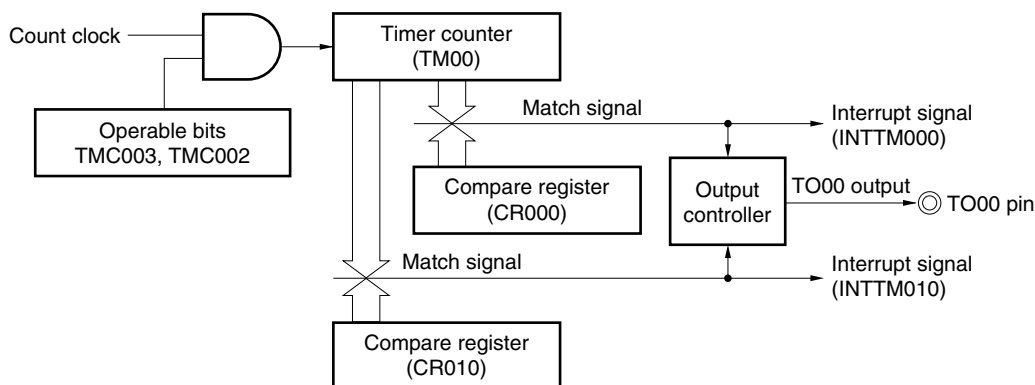 Count clock
Timer counter
(TM00)
Operable bits
TMC003, TMC002
Match signal
Interrupt signal
(INTTM000)
Compare register
(CR000)
Output
controller
TO00 output
TO00 pin
Match signal
Interrupt signal
(INTTM010)
Compare register
(CR010)